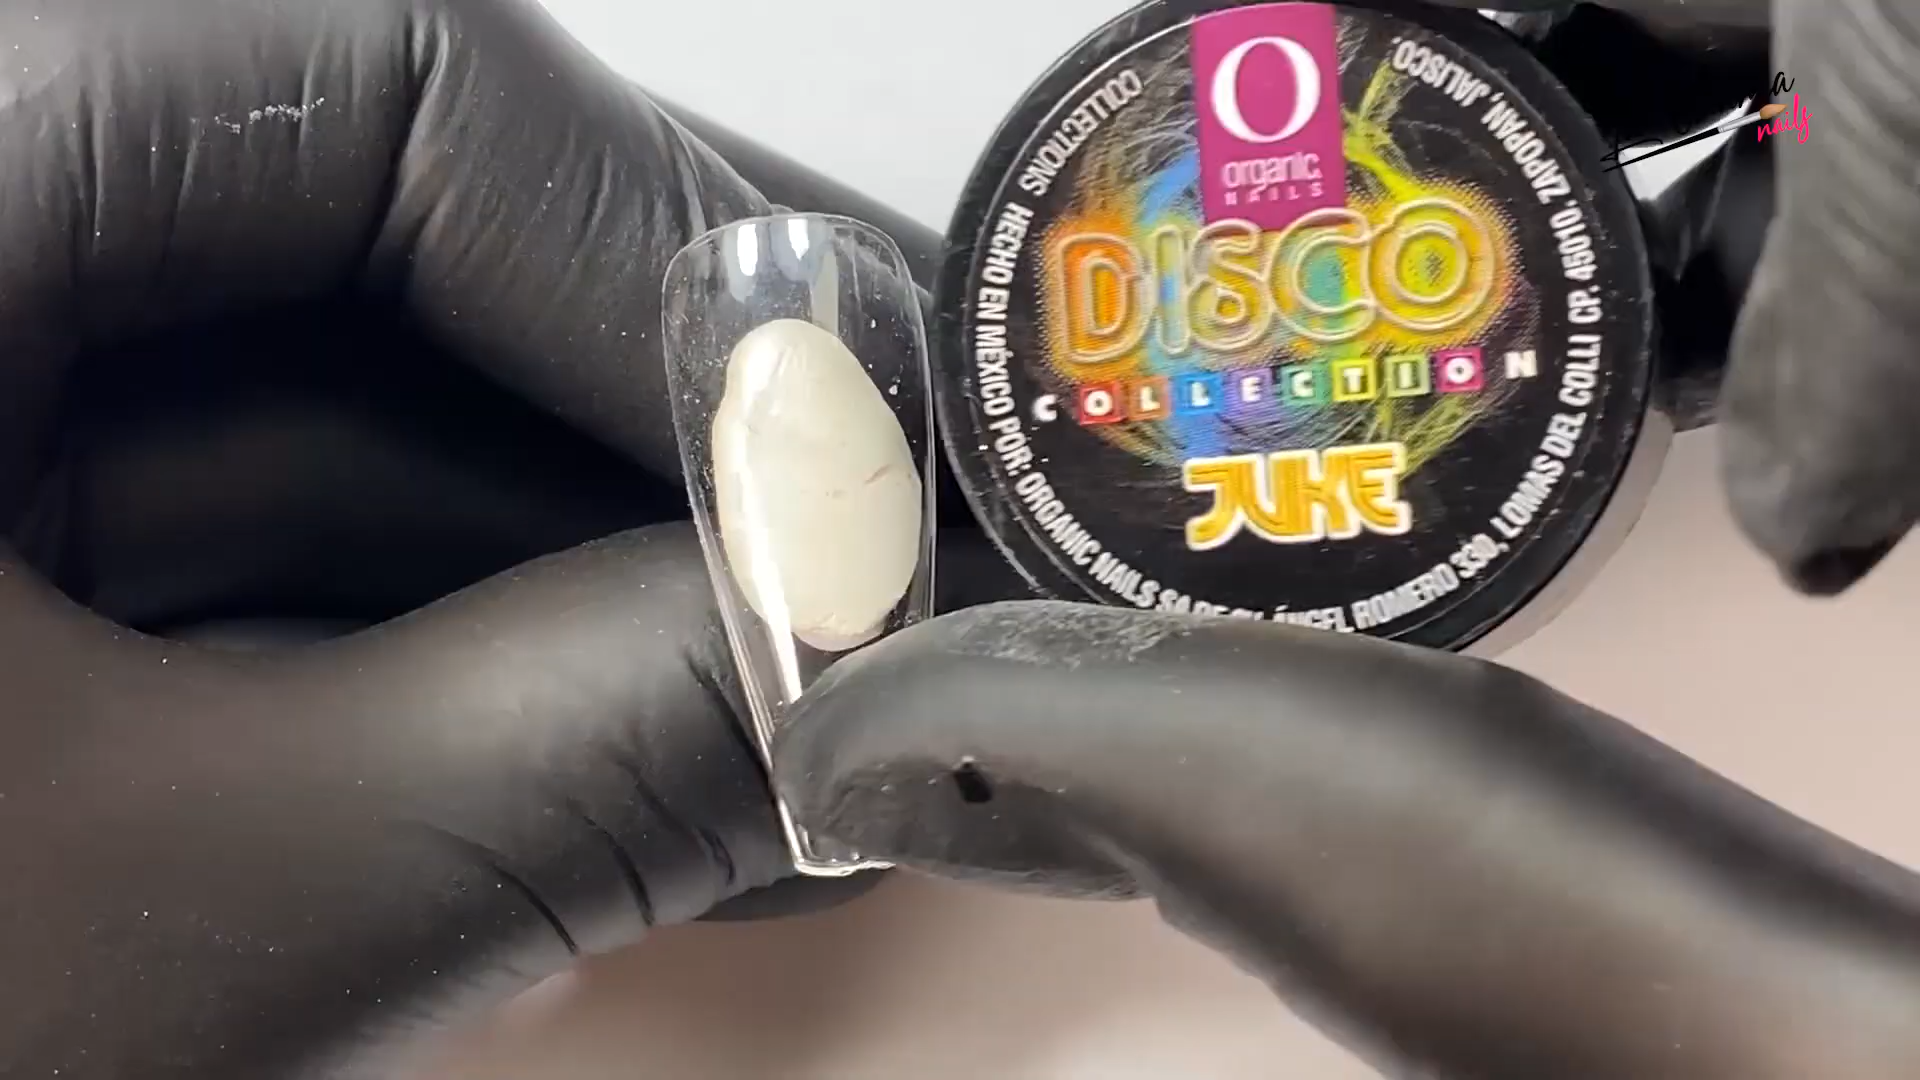 O
organic
NAILS
DISCO
COLLECTION
JUKE
COLLECTIONS HECHO EN MÉXICO POR: ORGANIC NAILS SA DE CV ÁNGEL ROMERO 330, LOMAS DEL COLLI CP. 45010, ZAPOPAN, JALISCO.
nails